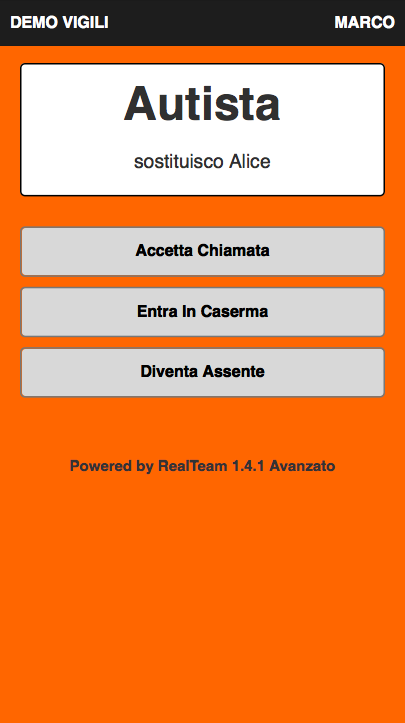 DEMO VIGILI MARCO
Autista
sostituisco Alice
Accetta Chiamata
Entra In Caserma
Diventa Assente
Powered by RealTeam 1.4.1 Avanzato